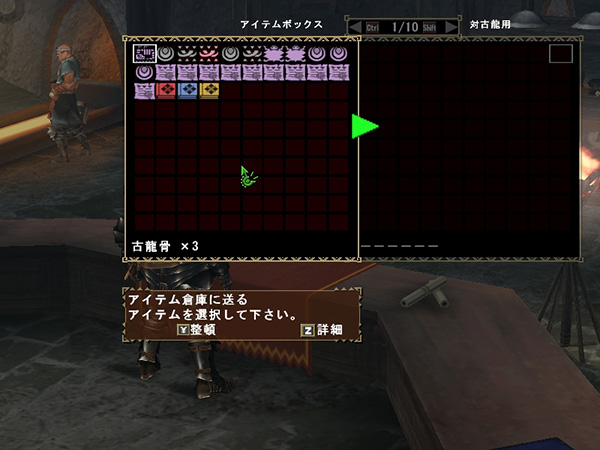 アイテムボックス
Ctrl 1/10 Shift
対古龍用
古龍骨 ×3
アイテム倉庫に送る
アイテムを選択して下さい。
Y整頓 Z詳細